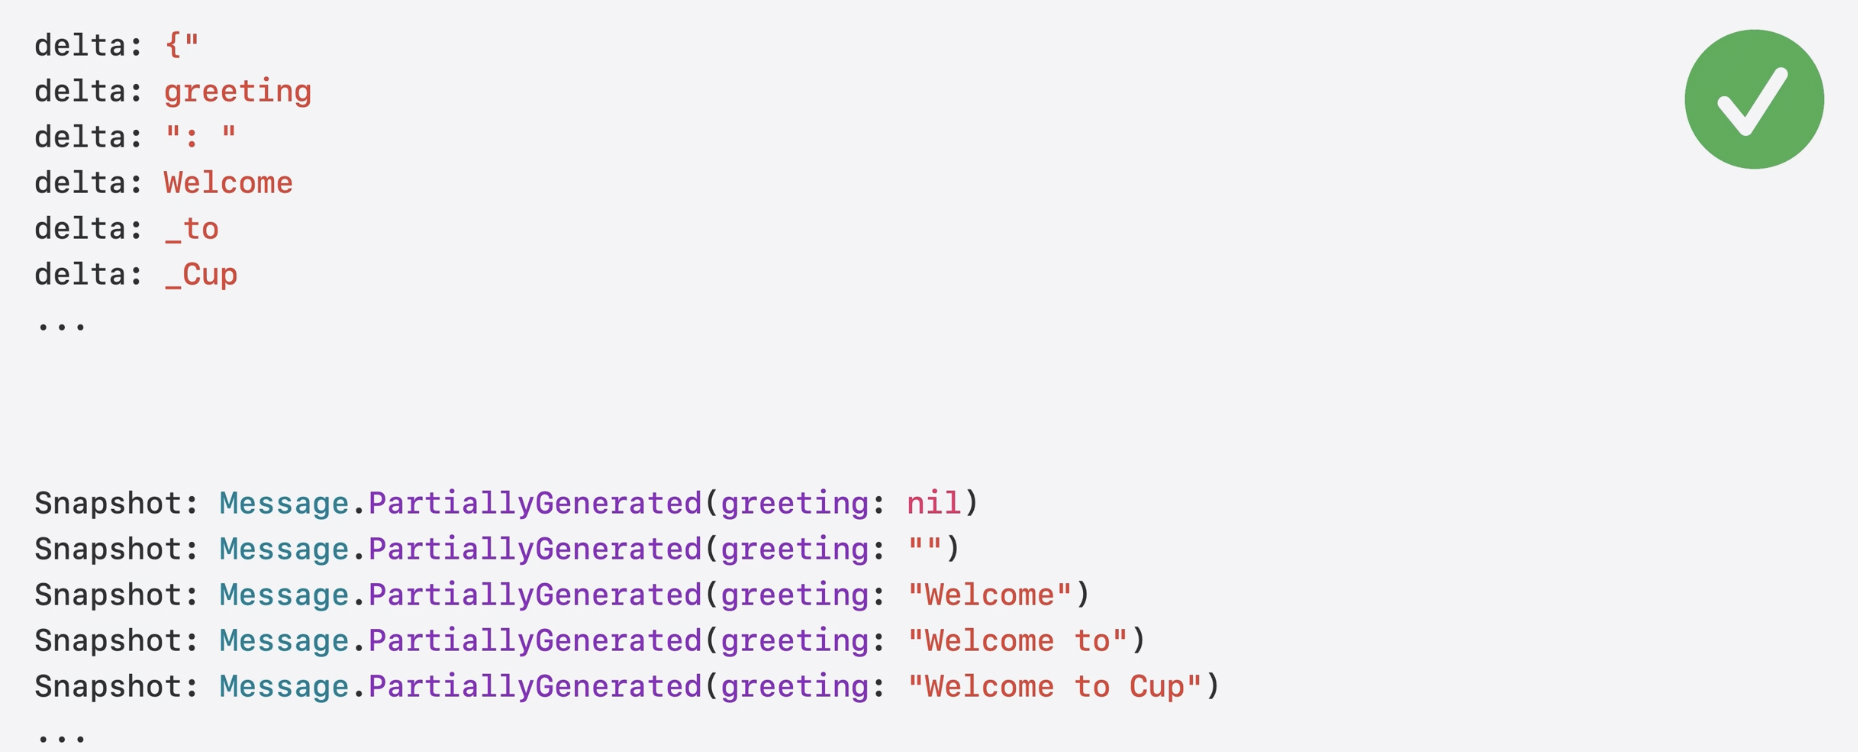 delta: {"
delta: greeting
delta: ": "
delta: Welcome
delta: _to
delta: _Cup
...
Snapshot: Message.PartiallyGenerated(greeting: nil)
Snapshot: Message.PartiallyGenerated(greeting: "")
Snapshot: Message.PartiallyGenerated(greeting: "Welcome")
Snapshot: Message.PartiallyGenerated(greeting: "Welcome to")
Snapshot: Message.PartiallyGenerated(greeting: "Welcome to Cup")
...